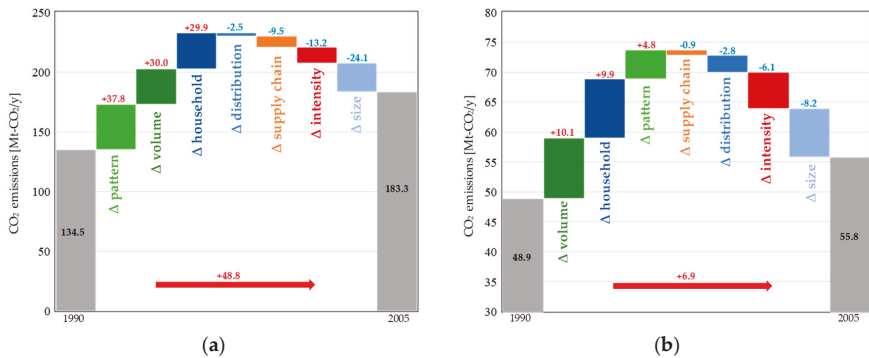 CO₂ emissions [Mt-CO₂/y]
250
200
150
100
50
0
134.5
+37.8
Δ pattern
+30.0
Δ volume
+29.9
Δ household
-2.5
Δ distribution
-9.5
Δ supply chain
-13.2
Δ intensity
-24.1
Δ size
183.3
+48.8
1990
2005
(a)
CO₂ emissions [Mt-CO₂/y]
80
75
70
65
60
55
50
45
40
35
30
48.9
+10.1
Δ volume
+9.9
Δ household
+4.8
Δ pattern
-0.9
Δ supply chain
-2.8
Δ distribution
-6.1
Δ intensity
-8.2
Δ size
55.8
+6.9
1990
2005
(b)